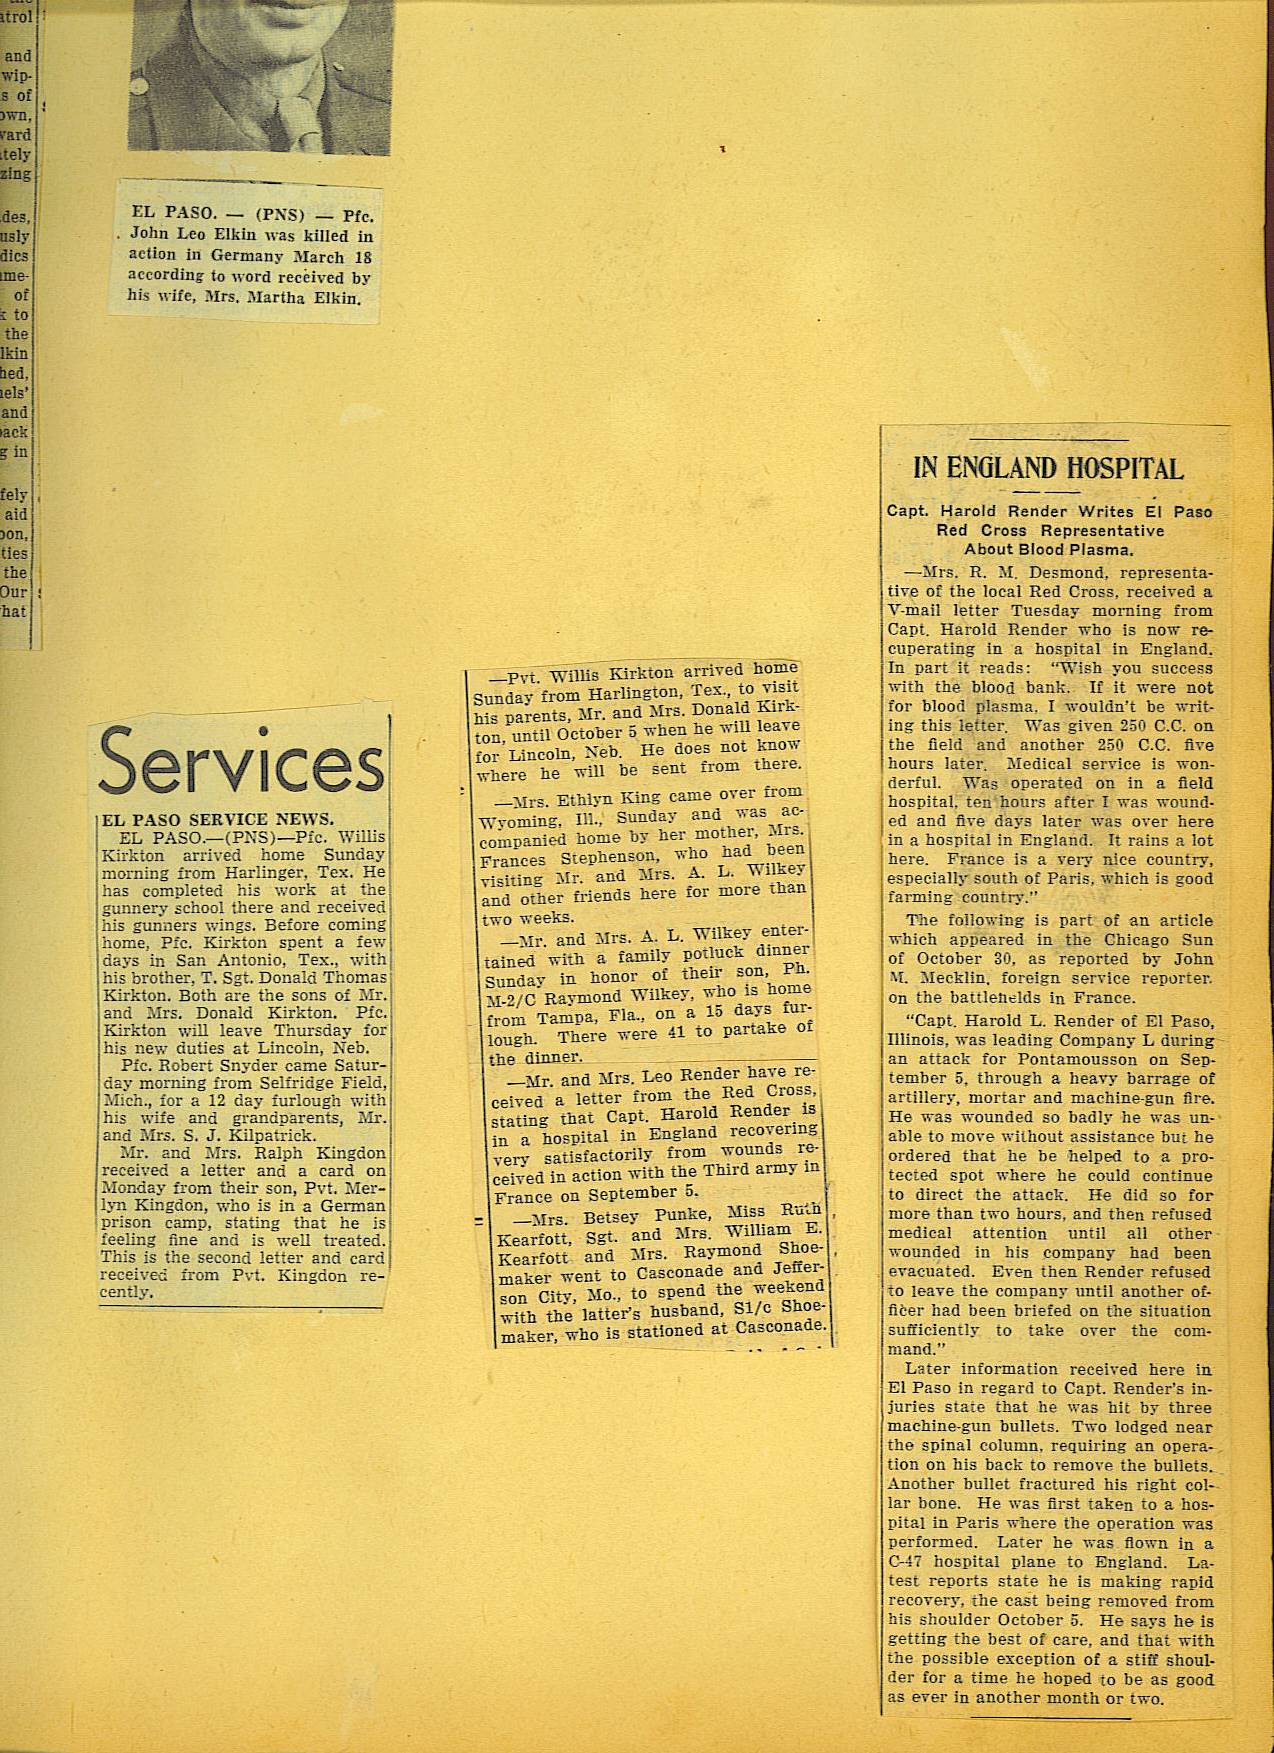 atrol
and
wip-
s of
own,
vard
tely
zing
des,
usly
dics
me-
of
k to
the
lkin
hed,
nels'
and
back
g in
fely
aid
oon,
ties
the
Our
hat
EL PASO. — (PNS) — Pfc.
John Leo Elkin was killed in
action in Germany March 18
according to word received by
his wife, Mrs. Martha Elkin.
Services
EL PASO SERVICE NEWS.
EL PASO.—(PNS)—Pfc. Willis
Kirkton arrived home Sunday
morning from Harlinger, Tex. He
has completed his work at the
gunnery school there and received
his gunners wings. Before coming
home, Pfc. Kirkton spent a few
days in San Antonio, Tex., with
his brother, T. Sgt. Donald Thomas
Kirkton. Both are the sons of Mr.
and Mrs. Donald Kirkton. Pfc.
Kirkton will leave Thursday for
his new duties at Lincoln, Neb.
Pfc. Robert Snyder came Satur-
day morning from Selfridge Field,
Mich., for a 12 day furlough with
his wife and grandparents, Mr.
and Mrs. S. J. Kilpatrick.
Mr. and Mrs. Ralph Kingdon
received a letter and a card on
Monday from their son, Pvt. Mer-
lyn Kingdon, who is in a German
prison camp, stating that he is
feeling fine and is well treated.
This is the second letter and card
received from Pvt. Kingdon re-
cently.
—Pvt. Willis Kirkton arrived home
Sunday from Harlington, Tex., to visit
his parents, Mr. and Mrs. Donald Kirk-
ton, until October 5 when he will leave
for Lincoln, Neb. He does not know
where he will be sent from there.
—Mrs. Ethlyn King came over from
Wyoming, Ill., Sunday and was ac-
companied home by her mother, Mrs.
Frances Stephenson, who had been
visiting Mr. and Mrs. A. L. Wilkey
and other friends here for more than
two weeks.
—Mr. and Mrs. A. L. Wilkey enter-
tained with a family potluck dinner
Sunday in honor of their son, Ph.
M-2/C Raymond Wilkey, who is home
from Tampa, Fla., on a 15 days fur-
lough. There were 41 to partake of
the dinner.
—Mr. and Mrs. Leo Render have re-
ceived a letter from the Red Cross,
stating that Capt. Harold Render is
in a hospital in England recovering
very satisfactorily from wounds re-
ceived in action with the Third army in
France on September 5.
—Mrs. Betsey Punke, Miss Ruth
Kearfott, Sgt. and Mrs. William E.
Kearfott and Mrs. Raymond Shoe-
maker went to Casconade and Jeffer-
son City, Mo., to spend the weekend
with the latter's husband, S1/c Shoe-
maker, who is stationed at Casconade.
IN ENGLAND HOSPITAL
Capt. Harold Render Writes El Paso
Red Cross Representative
About Blood Plasma.
—Mrs. R. M. Desmond, representa-
tive of the local Red Cross, received a
V-mail letter Tuesday morning from
Capt. Harold Render who is now re-
cuperating in a hospital in England.
In part it reads: "Wish you success
with the blood bank. If it were not
for blood plasma, I wouldn't be writ-
ing this letter. Was given 250 C.C. on
the field and another 250 C.C. five
hours later. Medical service is won-
derful. Was operated on in a field
hospital, ten hours after I was wound-
ed and five days later was over here
in a hospital in England. It rains a lot
here. France is a very nice country,
especially south of Paris, which is good
farming country."
The following is part of an article
which appeared in the Chicago Sun
of October 30, as reported by John
M. Mecklin, foreign service reporter.
on the battlefields in France.
"Capt. Harold L. Render of El Paso,
Illinois, was leading Company L during
an attack for Pontamousson on Sep-
tember 5, through a heavy barrage of
artillery, mortar and machine-gun fire.
He was wounded so badly he was un-
able to move without assistance but he
ordered that he be helped to a pro-
tected spot where he could continue
to direct the attack. He did so for
more than two hours, and then refused
medical attention until all other
wounded in his company had been
evacuated. Even then Render refused
to leave the company until another of-
ficer had been briefed on the situation
sufficiently to take over the com-
mand."
Later information received here in
El Paso in regard to Capt. Render's in-
juries state that he was hit by three
machine-gun bullets. Two lodged near
the spinal column, requiring an opera-
tion on his back to remove the bullets.
Another bullet fractured his right col-
lar bone. He was first taken to a hos-
pital in Paris where the operation was
performed. Later he was flown in a
C-47 hospital plane to England. La-
test reports state he is making rapid
recovery, the cast being removed from
his shoulder October 5. He says he is
getting the best of care, and that with
the possible exception of a stiff shoul-
der for a time he hoped to be as good
as ever in another month or two.